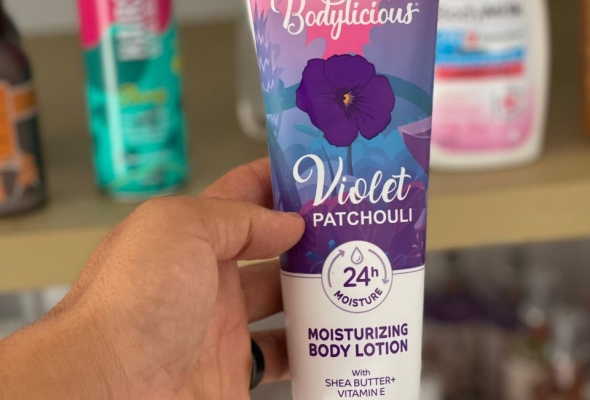 Bodylicious
Violet
PATCHOULI
24h
MOISTURE
MOISTURIZING
BODY LOTION
With
SHEA BUTTER+
VITAMIN E